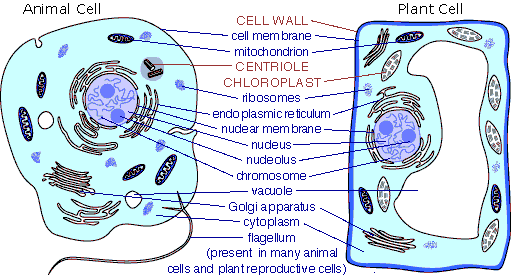 Animal Cell
Plant Cell
CELL WALL
cell membrane
mitochondrion
CENTRIOLE
CHLOROPLAST
ribosomes
endoplasmic reticulum
nuclear membrane
nucleus
nucleolus
chromosome
vacuole
Golgi apparatus
cytoplasm
flagellum
(present in many animal
cells and plant reproductive cells)